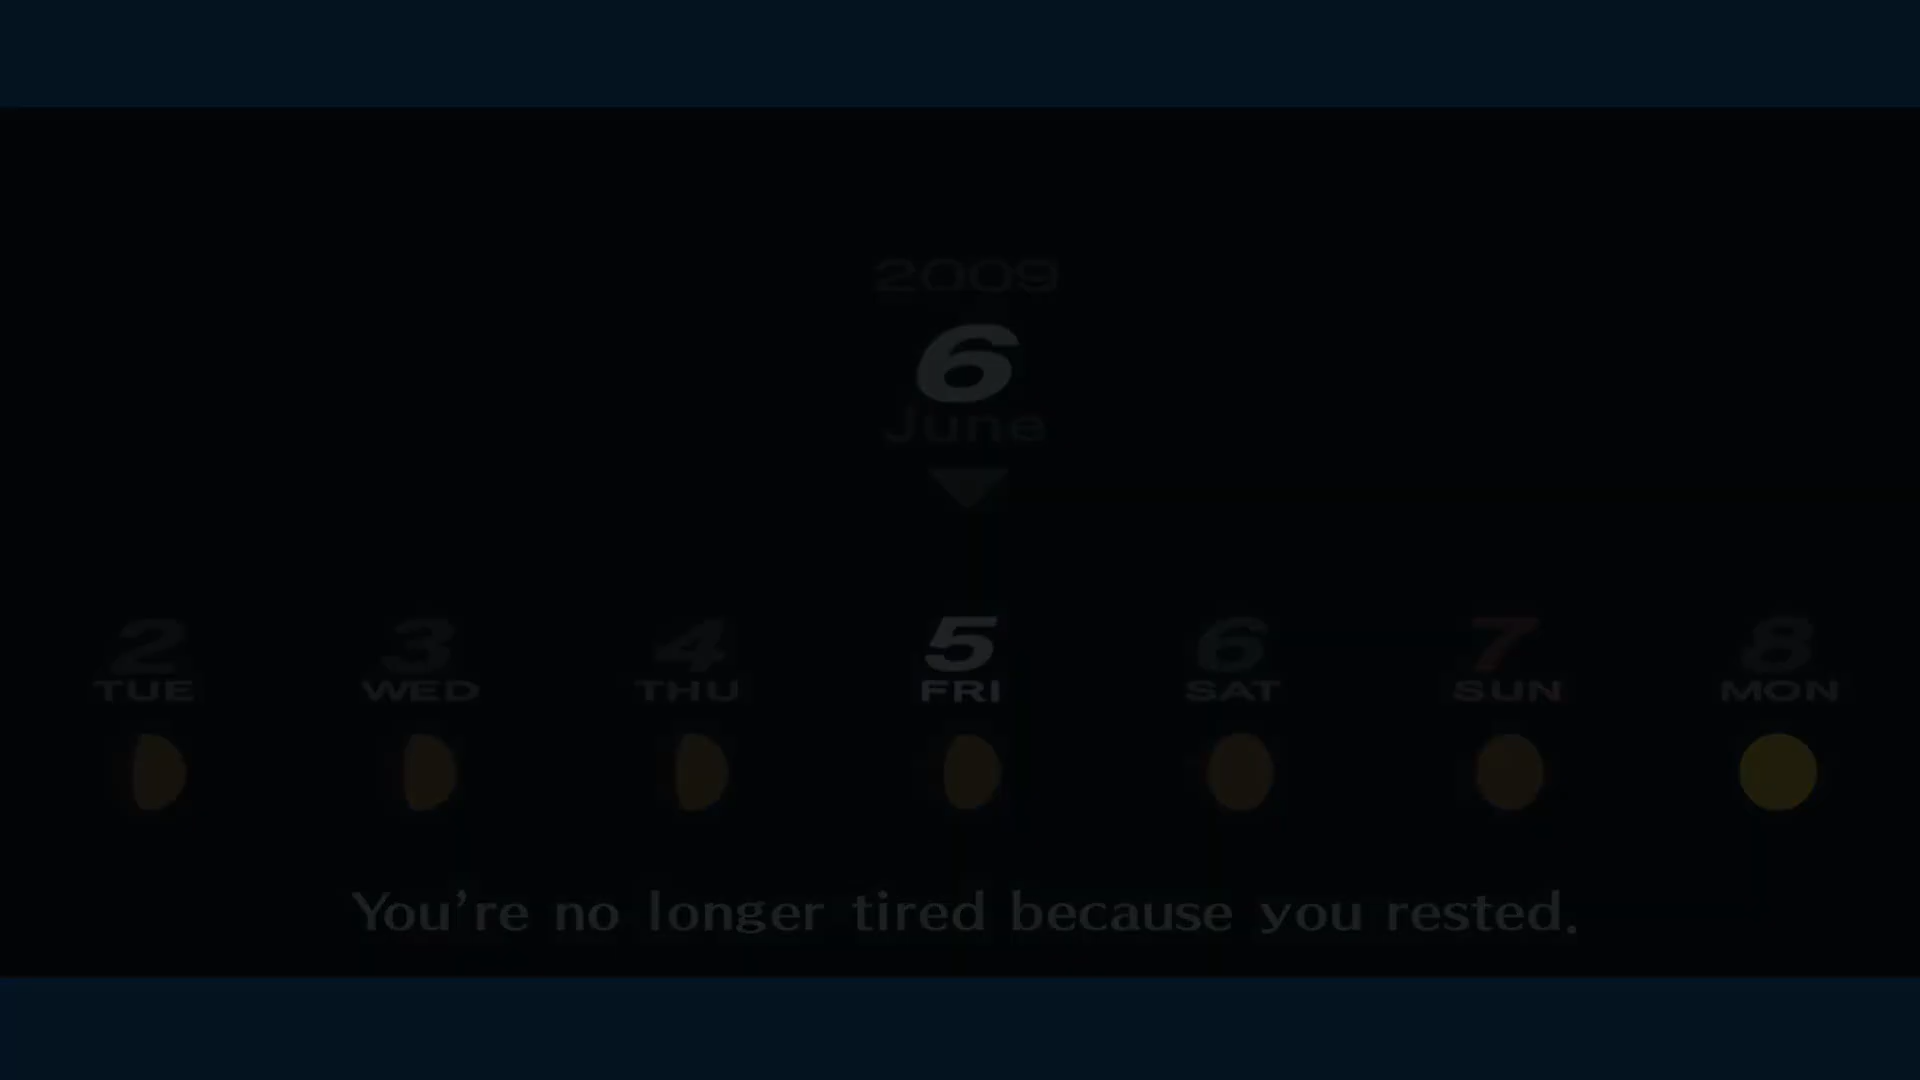 2009
6
June
2 3 4 5 6 7 8
TUE WED THU FRI SAT SUN MON
You're no longer tired because you rested.